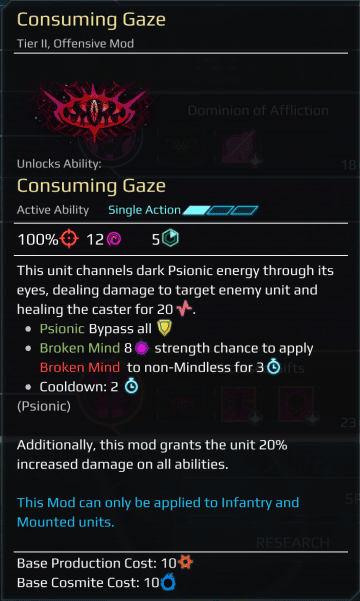 Consuming Gaze
Tier II, Offensive Mod
Dominion of Affliction
Unlocks Ability:
18
Consuming Gaze
Active Ability Single Action
100% 12 5
This unit channels dark Psionic energy through its
eyes, dealing damage to target enemy unit and
healing the caster for 20 .
• Psionic Bypass all
• Broken Mind 8 strength chance to apply
Broken Mind to non-Mindless for 3
• Cooldown: 2
(Psionic)
23
Additionally, this mod grants the unit 20%
increased damage on all abilities.
This Mod can only be applied to Infantry and
Mounted units.
RESEARCH
Base Production Cost: 10
Base Cosmite Cost: 10